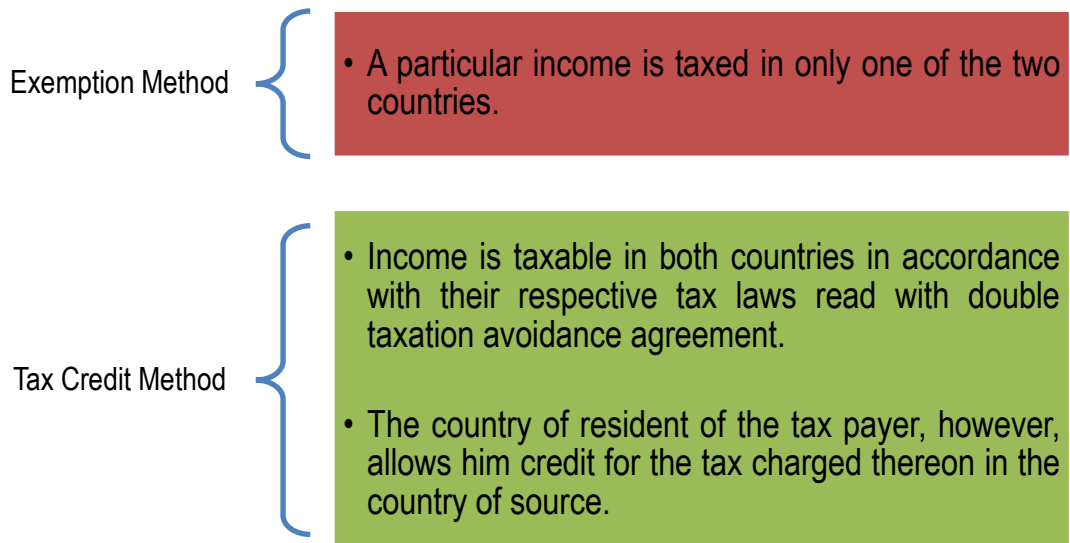 Exemption Method
• A particular income is taxed in only one of the two
countries.
Tax Credit Method
• Income is taxable in both countries in accordance
with their respective tax laws read with double
taxation avoidance agreement.
• The country of resident of the tax payer, however,
allows him credit for the tax charged thereon in the
country of source.